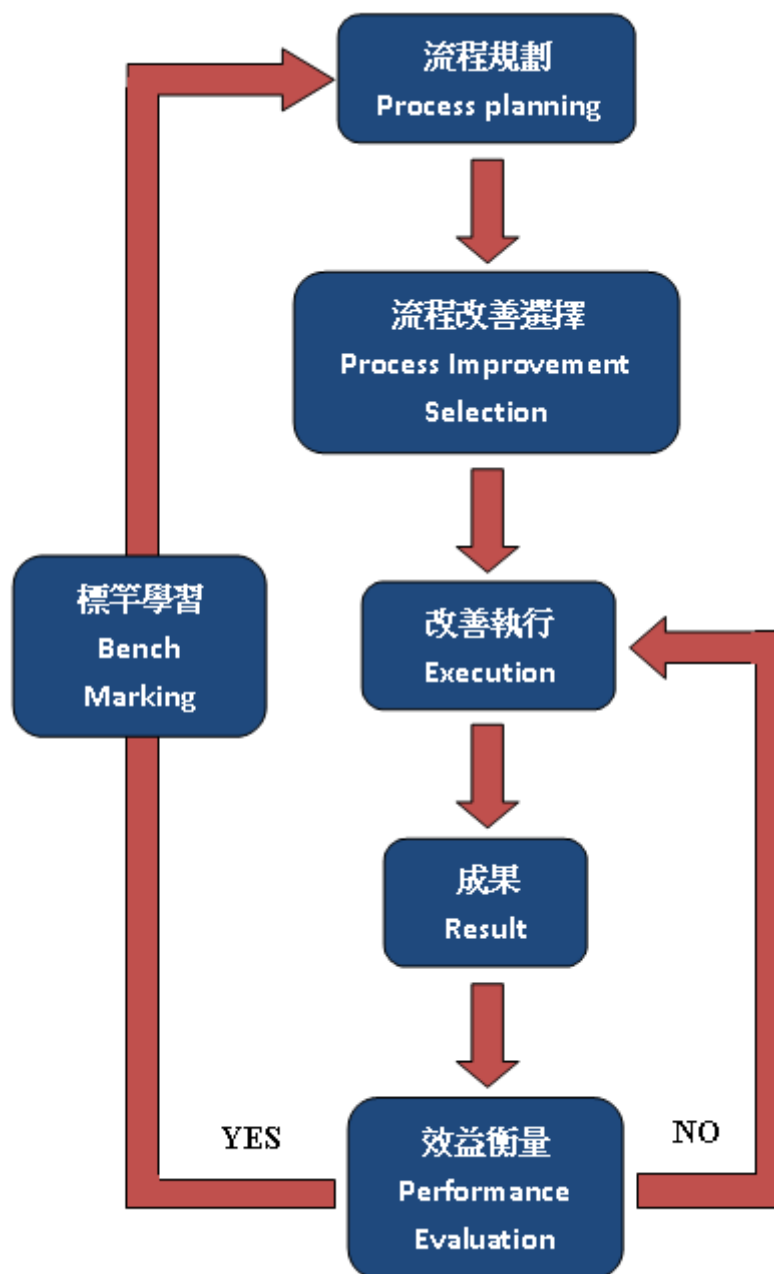 流程規劃
Process planning
流程改善選擇
Process Improvement
Selection
標竿學習
Bench
Marking
改善執行
Execution
成果
Result
YES
效益衡量
Performance
Evaluation
NO